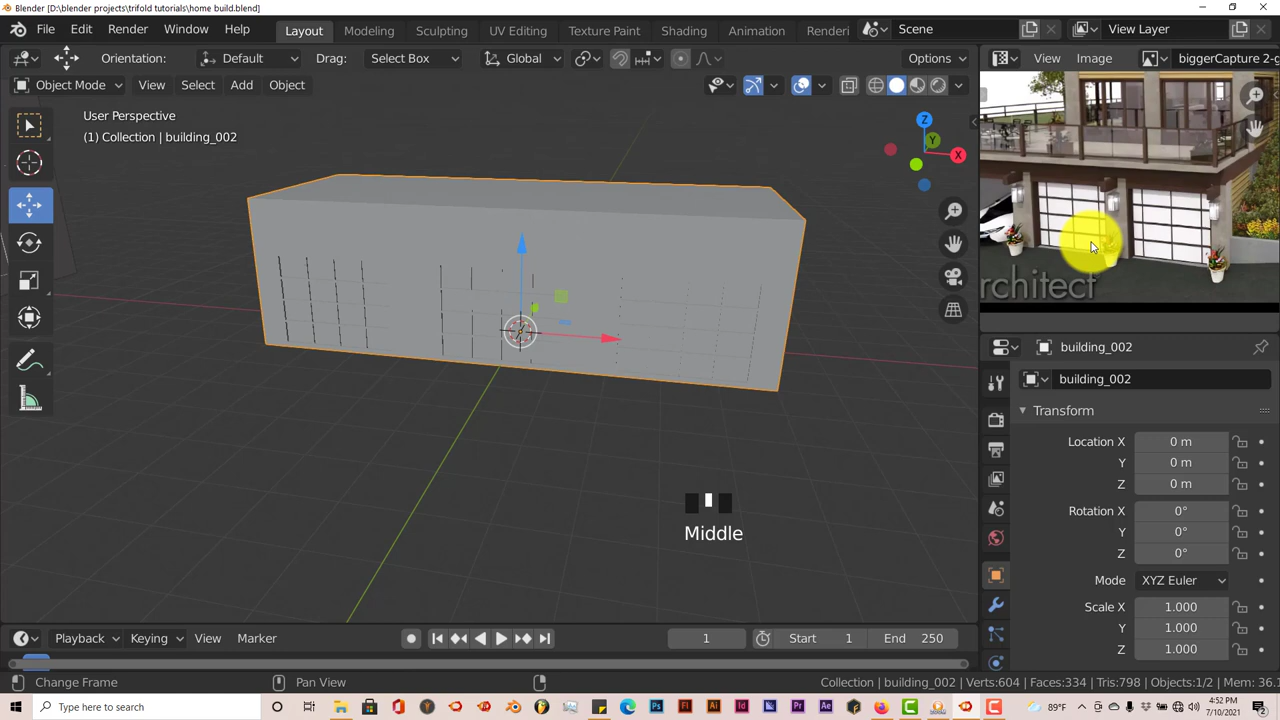 Blender [D:\blender projects\trifold tutorials\home build.blend]
File Edit Render Window Help Layout Modeling Sculpting UV Editing Texture Paint Shading Animation Renderi Scene View Layer
Orientation: Default Drag: Select Box Global Options View Image biggerCapture 2-g
Object Mode View Select Add Object
User Perspective
(1) Collection | building_002
Z
Y
X
rchitect
building_002
building_002
Transform
Location X 0 m
Y 0 m
Z 0 m
Rotation X 0°
Y 0°
Z 0°
Mode XYZ Euler
Scale X 1.000
Y 1.000
Z 1.000
Middle
Playback Keying View Marker 1 Start 1 End 250
Change Frame Pan View Collection | building_002 | Verts:604 | Faces:334 | Tris:798 | Objects:1/2 | Mem: 36.1
Type here to search 89°F 4:52 PM
7/10/2021